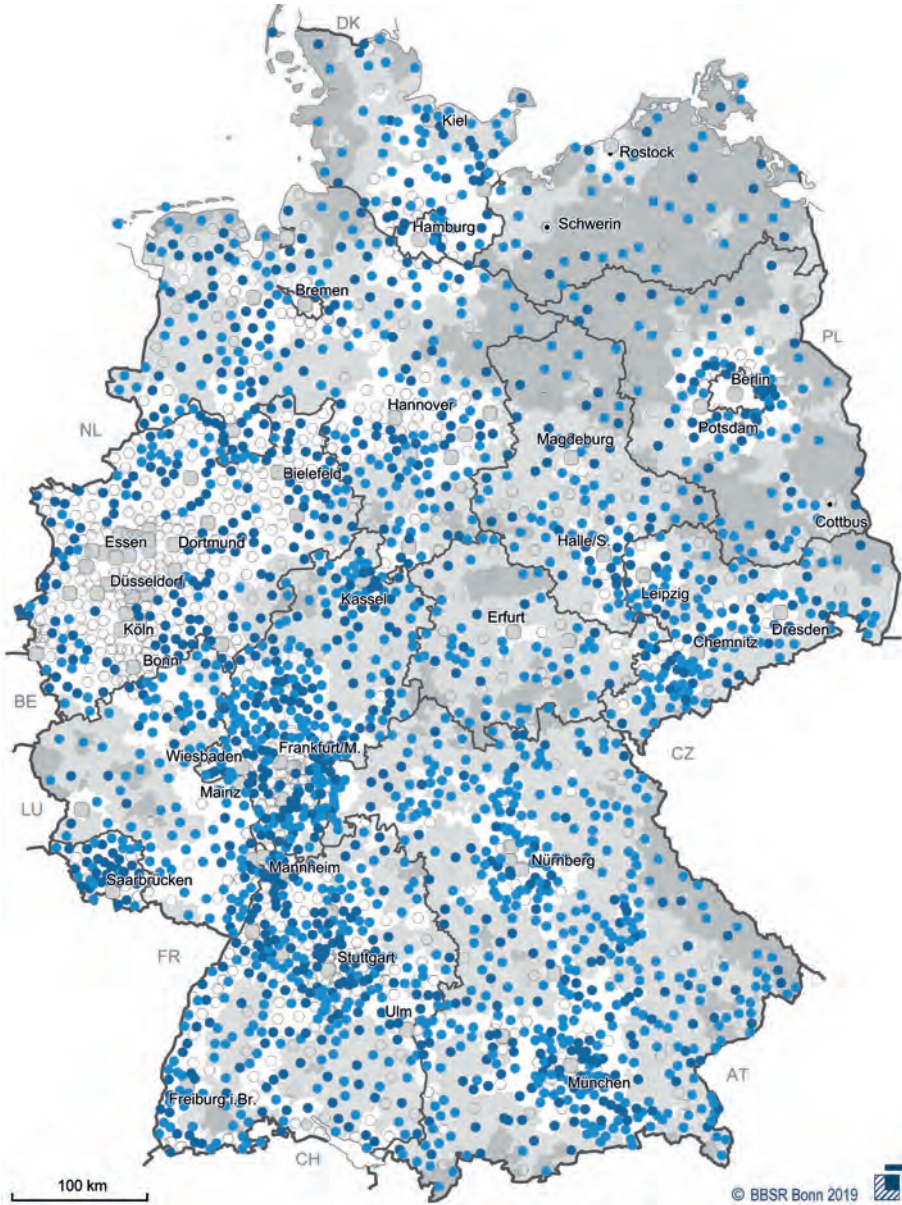 DK
Kiel
Rostock
Hamburg
Schwerin
Bremen
PL
Berlin
Hannover
Potsdam
NL
Magdeburg
Bielefeld
Cottbus
Essen
Dortmund
Halle/S.
Düsseldorf
Leipzig
Kassel
Erfurt
Köln
Dresden
Chemnitz
Bonn
BE
Wiesbaden
Frankfurt/M.
CZ
Mainz
LU
Nürnberg
Mannheim
Saarbrücken
FR
Stuttgart
Ulm
AT
München
Freiburg i.Br.
CH
100 km
© BBSR Bonn 2019